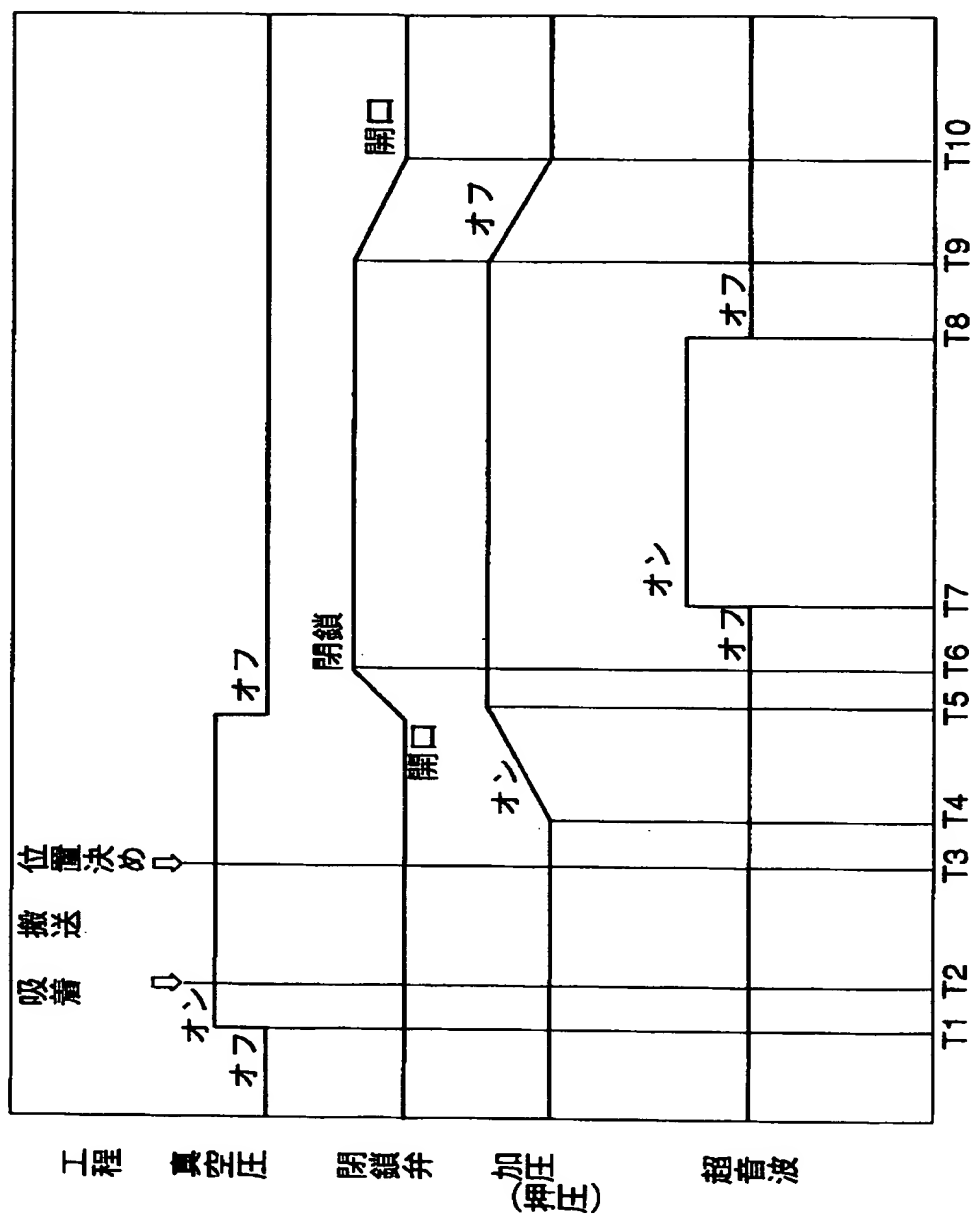 工程
吸着
搬送
位置決め
真空圧
オフ
オン
オフ
閉鎖弁
開口
閉鎖
開口
加圧
(押圧)
オン
オフ
超音波
オフ
オン
オフ
T1
T2
T3
T4
T5
T6
T7
T8
T9
T10